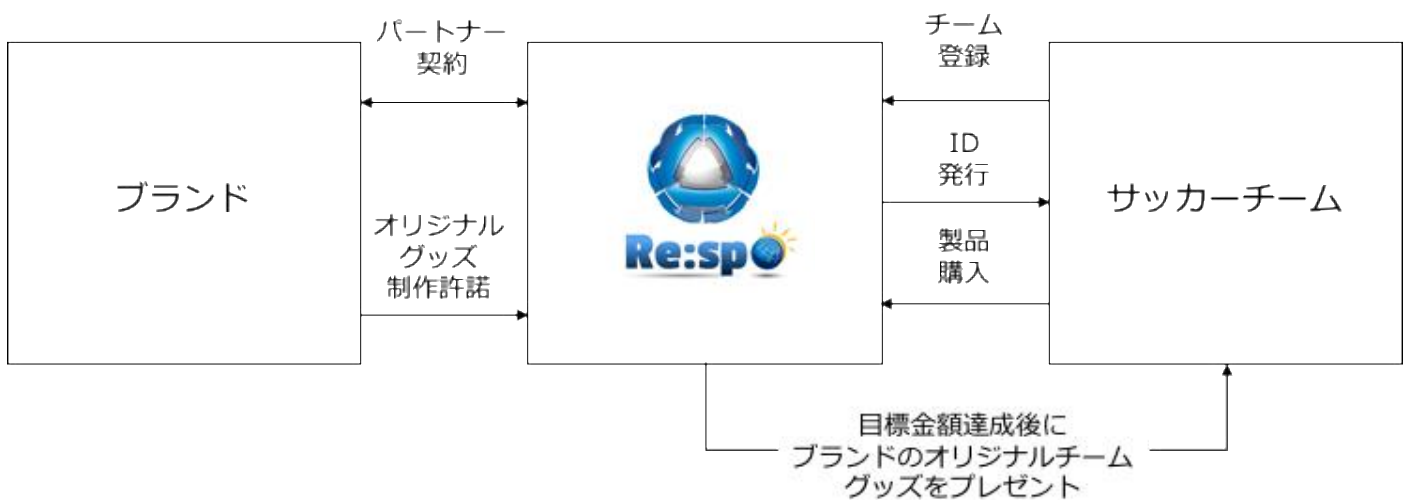 パートナー
契約
チーム
登録
ブランド
オリジナル
グッズ
制作許諾
Re:spo
ID
発行
製品
購入
サッカーチーム
目標金額達成後に
ブランドのオリジナルチーム
グッズをプレゼント